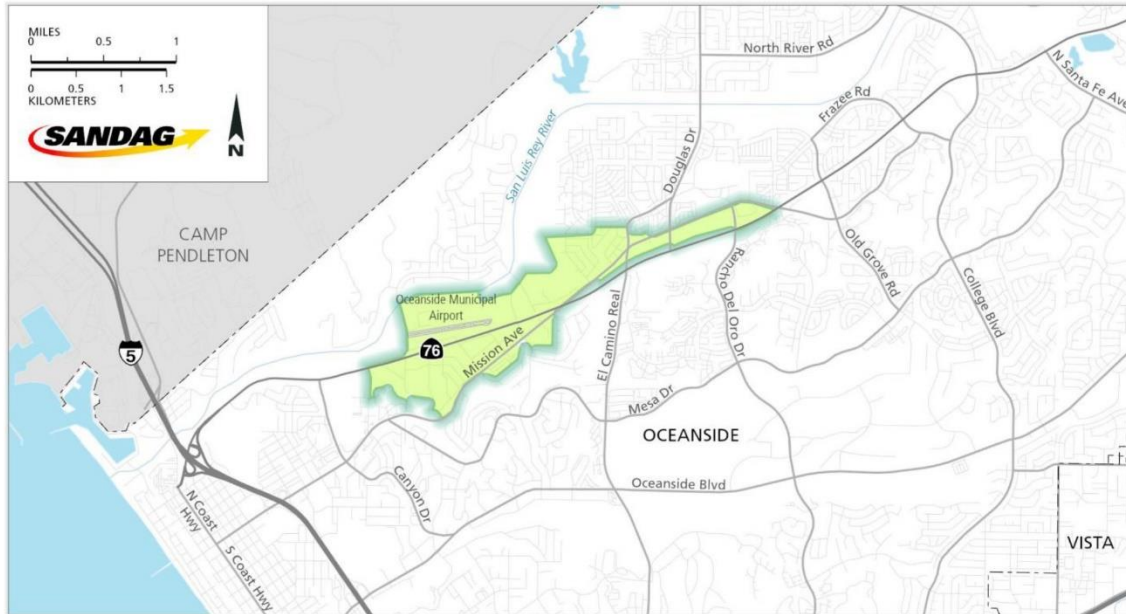 MILES
0 0.5 1
0 0.5 1 1.5
KILOMETERS
SANDAG
N
North River Rd
N Santa Fe Ave
Frazee Rd
Douglas Dr
San Luis Rey River
CAMP
PENDLETON
Old Grove Rd
College Blvd
Rancho Del Oro Dr
Oceanside Municipal
Airport
El Camino Real
Mission Ave
76
5
Mesa Dr
OCEANSIDE
Canyon Dr
Oceanside Blvd
N Coast
Hwy
S Coast Hwy
VISTA